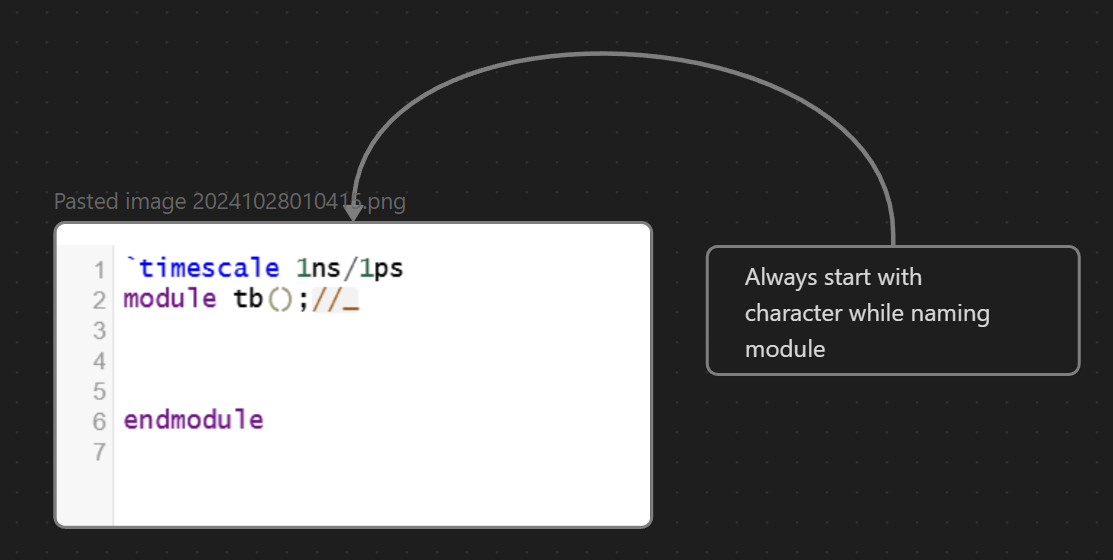 Pasted image 20241028010415.png
1 `timescale 1ns/1ps
2 module tb();//_
3
4
5
6 endmodule
7
Always start with
character while naming
module